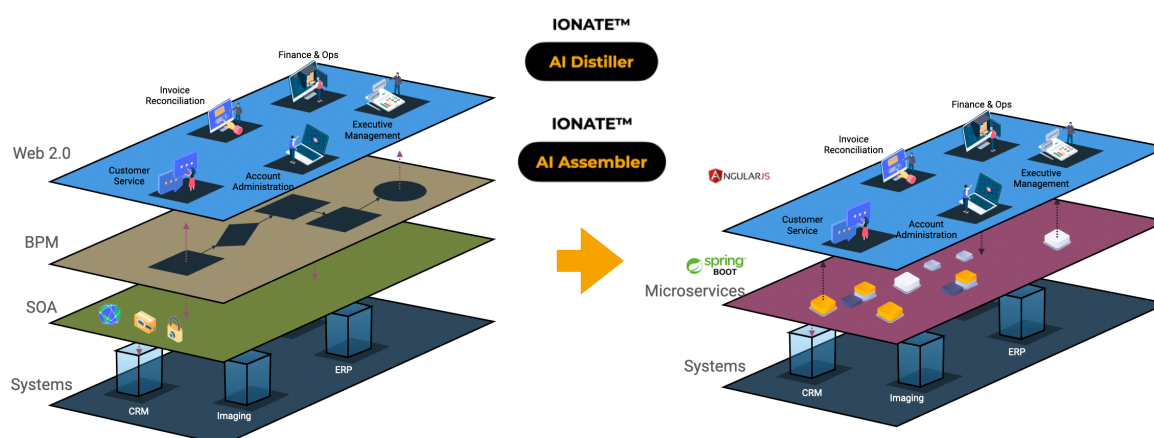 IONATE™
AI Distiller
IONATE™
AI Assembler
Web 2.0
BPM
SOA
Systems
Finance & Ops
Invoice
Reconciliation
Executive
Management
Customer
Service
Account
Administration
CRM
Imaging
ERP
NGULARJS
spring
BOOT
Microservices
Systems
Finance & Ops
Invoice
Reconciliation
Executive
Management
Customer
Service
Account
Administration
CRM
Imaging
ERP